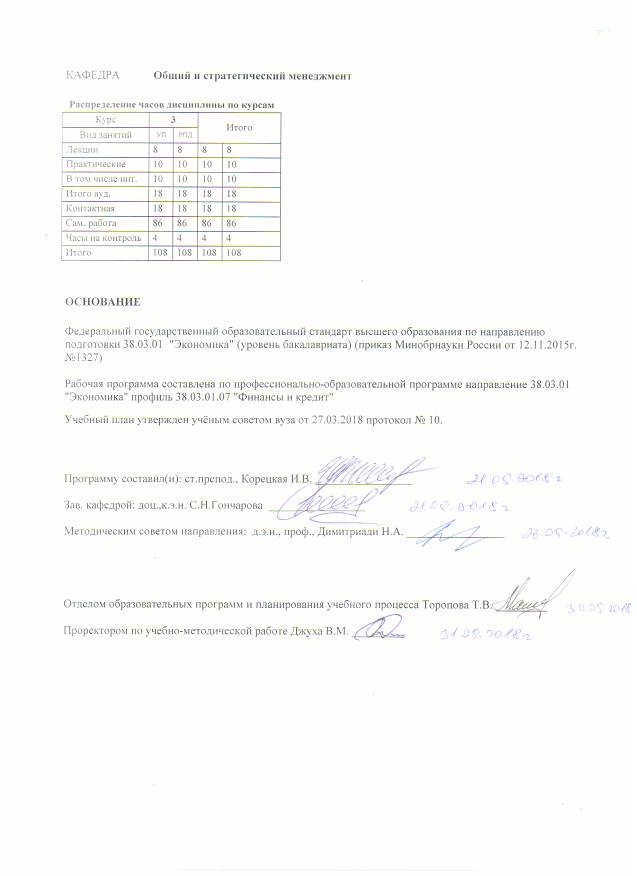 КАФЕДРА Общий и стратегический менеджмент
Распределение часов дисциплины по курсам
Курс 3 Итого
Вид занятий УП РПД
Лекции 8 8 8 8
Практические 10 10 10 10
В том числе инт. 10 10 10 10
Итого ауд. 18 18 18 18
Контактная 18 18 18 18
Сам. работа 86 86 86 86
Часы на контроль 4 4 4 4
Итого 108 108 108 108
ОСНОВАНИЕ
Федеральный государственный образовательный стандарт высшего образования по направлению
подготовки 38.03.01 "Экономика" (уровень бакалавриата) (приказ Минобрнауки России от 12.11.2015г.
№1327)
Рабочая программа составлена по профессионально-образовательной программе направление 38.03.01
"Экономика" профиль 38.03.01.07 "Финансы и кредит"
Учебный план утвержден учёным советом вуза от 27.03.2018 протокол № 10.
Программу составил(и): ст.препод., Корецкая И.В. 21.05.2018г
Зав. кафедрой: доц.,к.э.н. С.Н.Гончарова 21.05.2018г
Методическим советом направления: д.э.н., проф., Димитриади Н.А. 26.05.2018г
Отделом образовательных программ и планирования учебного процесса Торопова Т.В. 30.05.2018
Проректором по учебно-методической работе Джуха В.М. 31.05.2018г